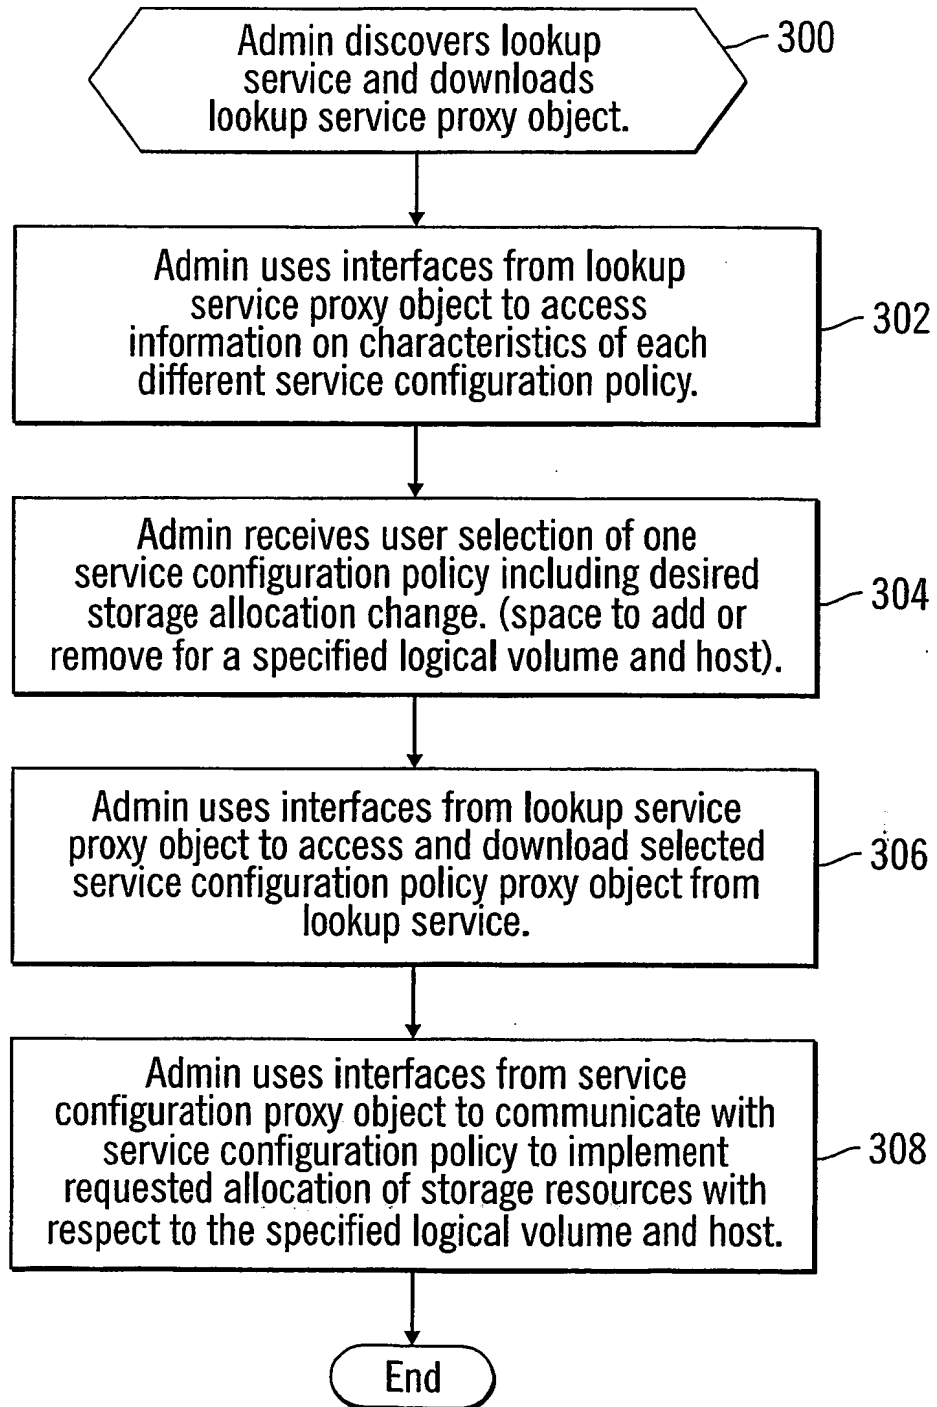 Admin discovers lookup
service and downloads
lookup service proxy object.
300
Admin uses interfaces from lookup
service proxy object to access
information on characteristics of each
different service configuration policy.
302
Admin receives user selection of one
service configuration policy including desired
storage allocation change. (space to add or
remove for a specified logical volume and host).
304
Admin uses interfaces from lookup service
proxy object to access and download selected
service configuration policy proxy object from
lookup service.
306
Admin uses interfaces from service
configuration proxy object to communicate with
service configuration policy to implement
requested allocation of storage resources with
respect to the specified logical volume and host.
308
End